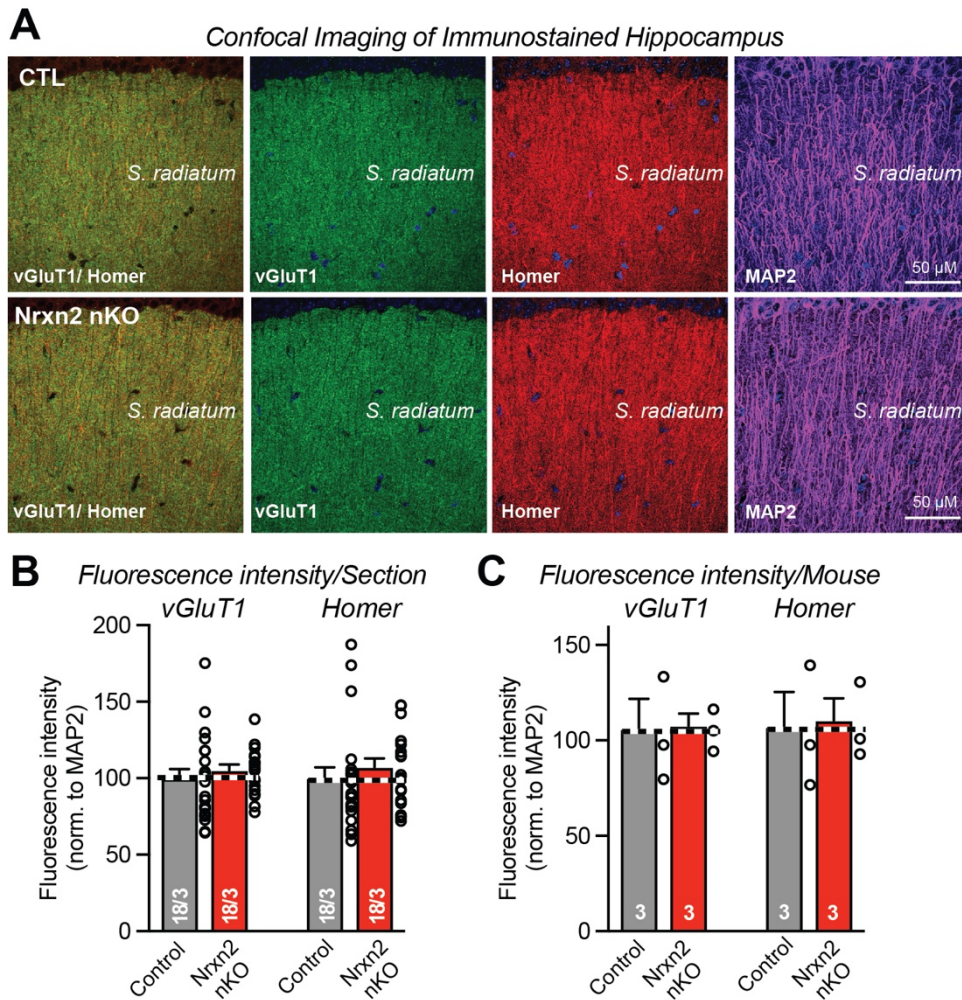 A
Confocal Imaging of Immunostained Hippocampus
CTL
S. radiatum
S. radiatum
S. radiatum
S. radiatum
vGluT1/ Homer
vGluT1
Homer
MAP2
50 µM
Nrxn2 nKO
S. radiatum
S. radiatum
S. radiatum
S. radiatum
vGluT1/ Homer
vGluT1
Homer
MAP2
50 µM
B
Fluorescence intensity/Section
vGluT1
Homer
Fluorescence intensity
(norm. to MAP2)
200
150
100
50
0
18/3
18/3
18/3
18/3
Control
Nrxn2
nKO
Control
Nrxn2
nKO
C
Fluorescence intensity/Mouse
vGluT1
Homer
Fluorescence intensity
(norm. to MAP2)
150
100
50
0
3
3
3
3
Control
Nrxn2
nKO
Control
Nrxn2
nKO